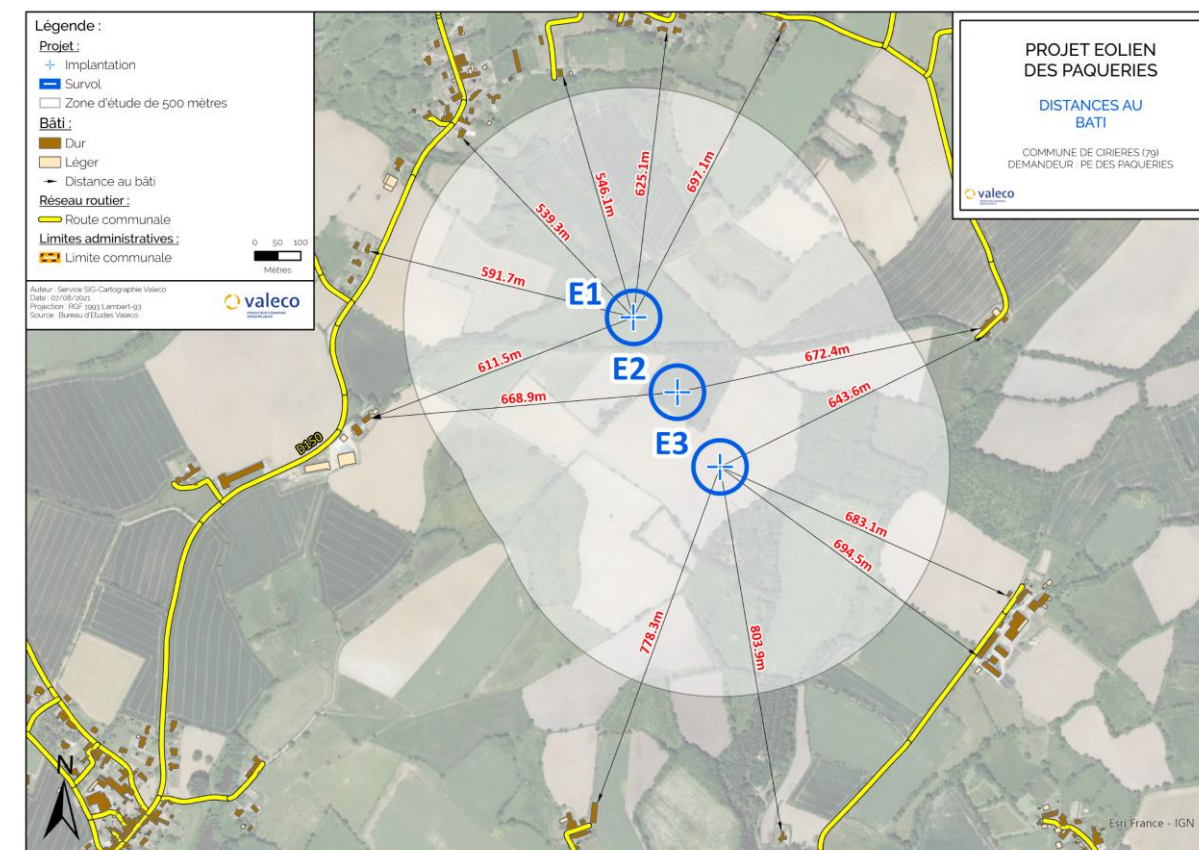 Légende :
Projet :
Implantation
Survol
Zone d'étude de 500 mètres
Bâti :
Dur
Léger
Distance au bâti
Réseau routier :
Route communale
Limites administratives :
Limite communale
0 50 100
Mètres
Auteur : Service SIG-Cartographie Valeco
Date : 07/08/2021
Projection : RGF 1993 Lambert-93
Source : Bureau d'Etudes Valeco
valeco
PROJET EOLIEN
DES PAQUERIES
DISTANCES AU
BATI
COMMUNE DE CIRIERES (79)
DEMANDEUR : PE DES PAQUERIES
valeco
539.3m
546.1m
625.1m
697.1m
591.7m
E1
611.5m
E2
672.4m
668.9m
643.6m
E3
D150
683.1m
694.5m
778.3m
803.9m
N
Esri France - IGN